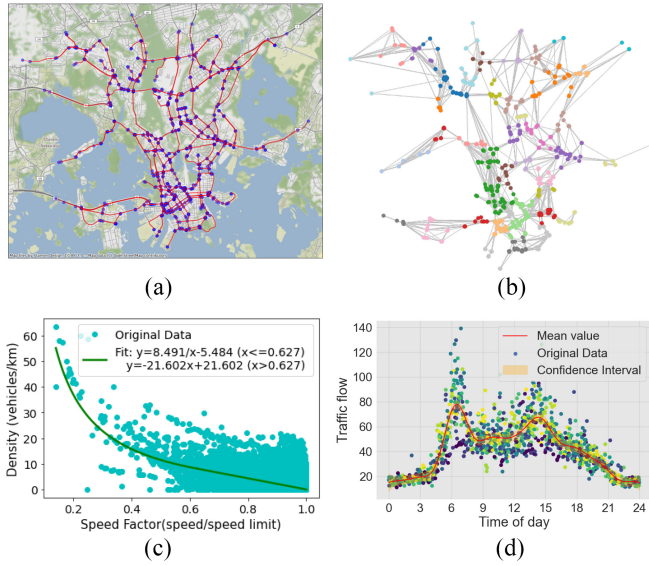 (a)
(b)
Density (vehicles/km)
60
50
40
30
20
10
0
Original Data
Fit: y=8.491/x-5.484 (x<=0.627)
y=-21.602x+21.602 (x>0.627)
0.2
0.4
0.6
0.8
1.0
Speed Factor(speed/speed limit)
(c)
Traffic flow
140
120
100
80
60
40
20
Mean value
Original Data
Confidence Interval
0
3
6
9
12
15
18
21
24
Time of day
(d)